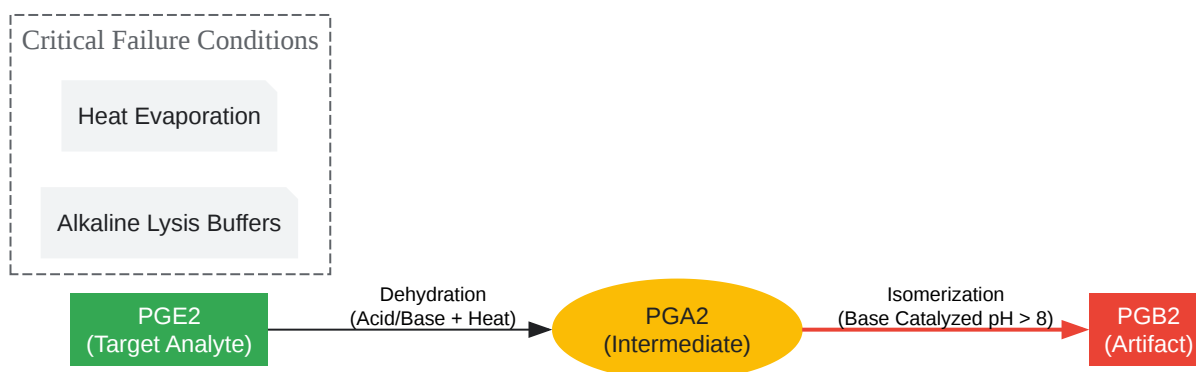 Critical Failure Conditions
Heat Evaporation
Alkaline Lysis Buffers
PGE2
(Target Analyte)
Dehydration
(Acid/Base + Heat)
PGA2
(Intermediate)
Isomerization
(Base Catalyzed pH > 8)
PGB2
(Artifact)